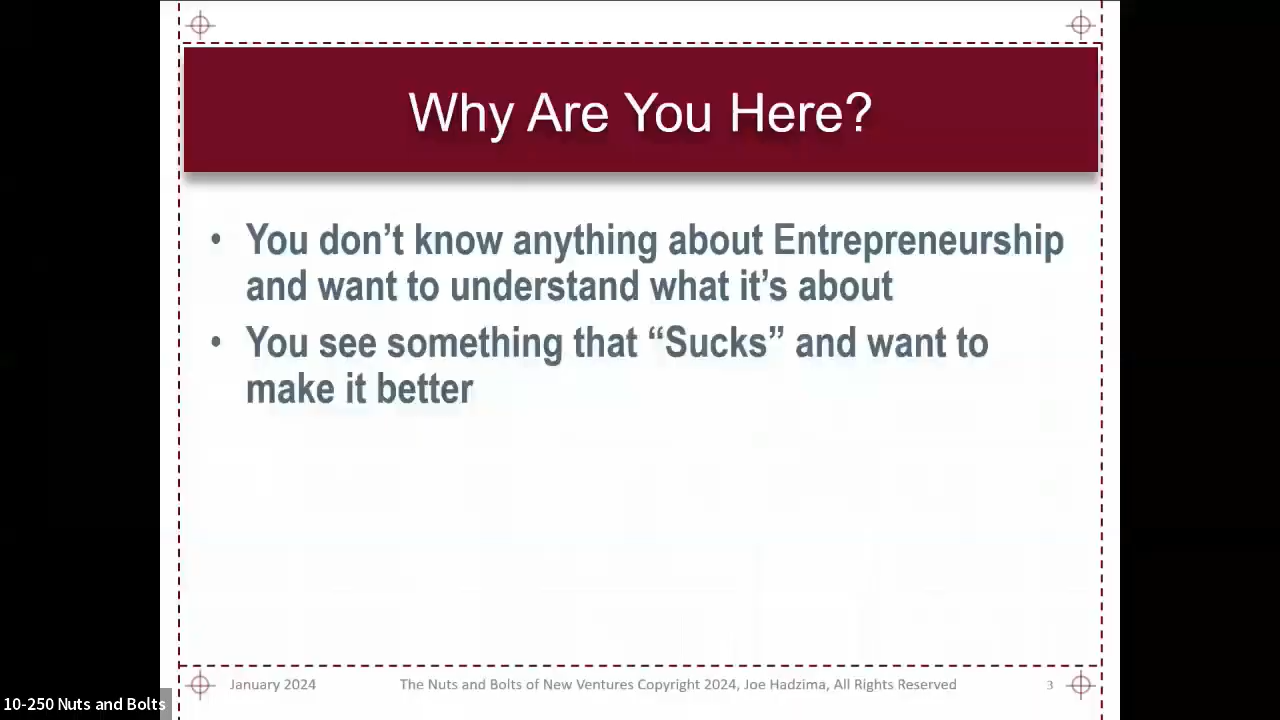 Why Are You Here?
• You don’t know anything about Entrepreneurship
and want to understand what it’s about
• You see something that “Sucks” and want to
make it better
January 2024 The Nuts and Bolts of New Ventures Copyright 2024, Joe Hadzima, All Rights Reserved 3
10-250 Nuts and Bolts